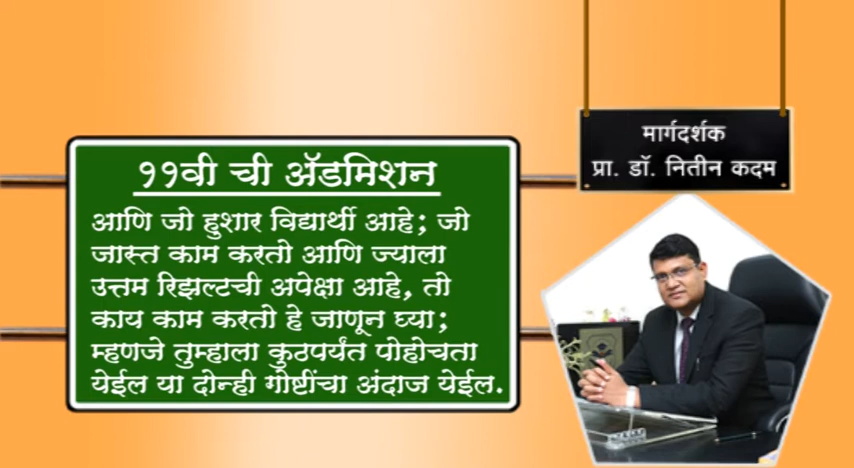 ११वी ची ॲडमिशन
आणि जो हुशार विद्यार्थी आहे; जो
जास्त काम करतो आणि ज्याला
उत्तम रिझल्टची अपेक्षा आहे, तो
काय काम करतो हे जाणून घ्या;
म्हणजे तुम्हाला कुठपर्यंत पोहोचता
येईल या दोन्ही गोष्टींचा अंदाज येईल.
मार्गदर्शक
प्रा. डॉ. नितीन कदम